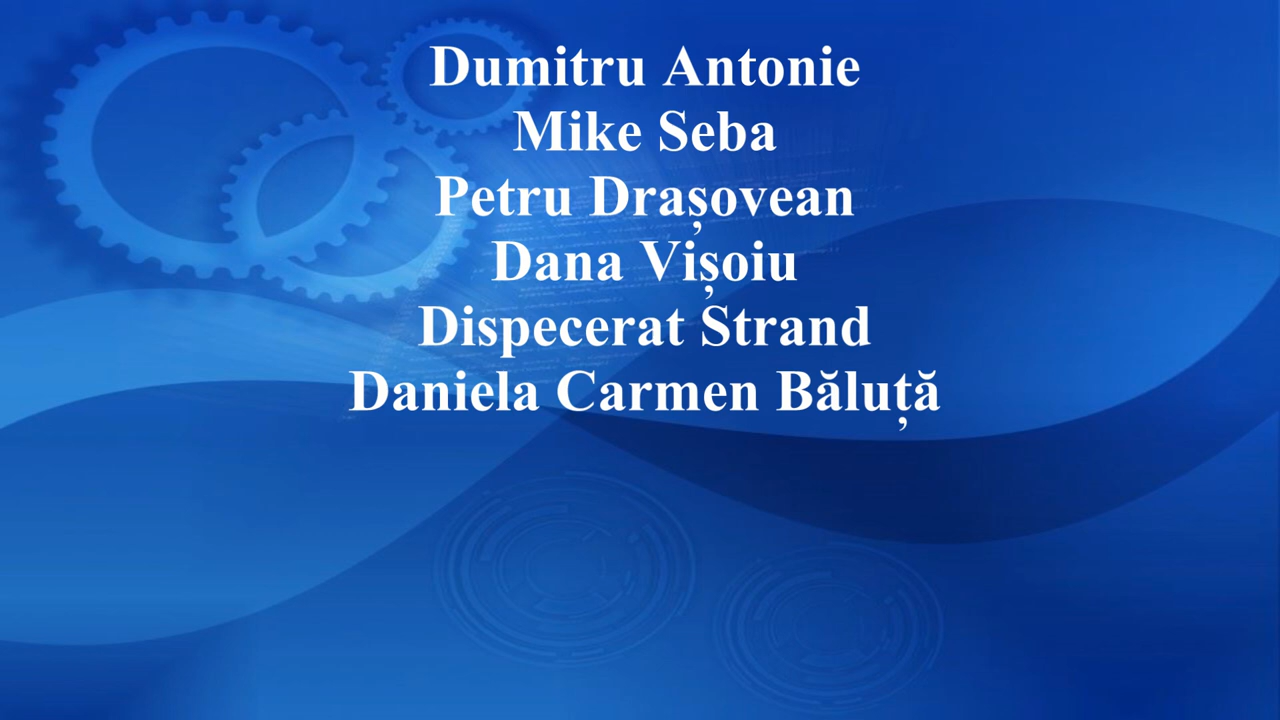 Dumitru Antonie
Mike Seba
Petru Drașovean
Dana Vișoiu
Dispecerat Strand
Daniela Carmen Băluță